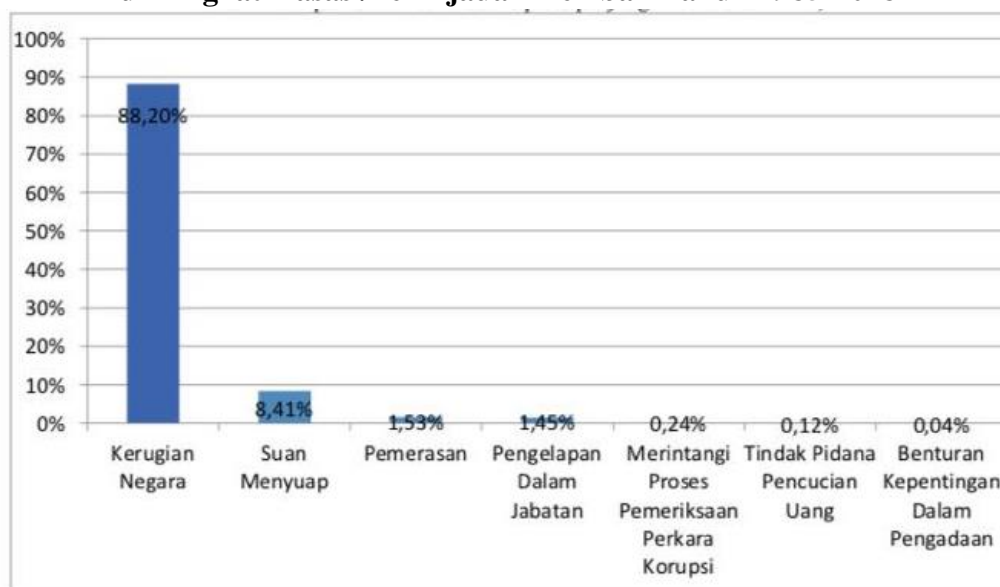 100%
90%
80%
70%
60%
50%
40%
30%
20%
10%
0%
88,20%
8,41%
1,53%
1,45%
0,24%
0,12%
0,04%
Kerugian
Negara
Suan
Menyuap
Pemerasan
Pengelapan
Dalam
Jabatan
Merintangi
Proses
Pemeriksaan
Perkara
Korupsi
Tindak Pidana
Pencucian
Uang
Benturan
Kepentingan
Dalam
Pengadaan